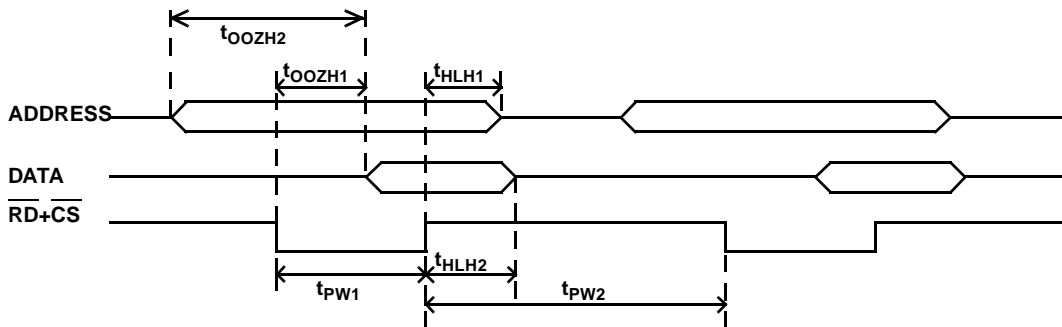 tOOZH2
tOOZH1
tHLH1
ADDRESS
DATA
RD+CS
tHLH2
tPW1
tPW2